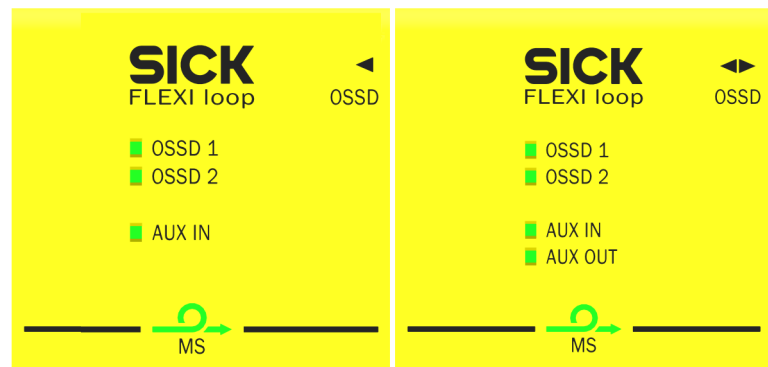 SICK
FLEXI loop
OSSD
OSSD 1
OSSD 2
AUX IN
MS
SICK
FLEXI loop
OSSD
OSSD 1
OSSD 2
AUX IN
AUX OUT
MS